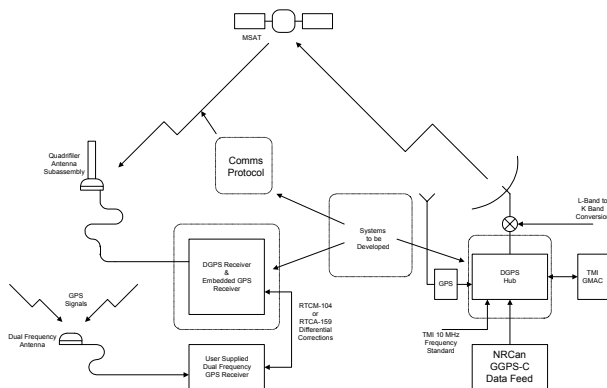 MSAT
Quadrifiler
Antenna
Subassembly
Comms
Protocol
L-Band to
K Band
Conversion
Systems
to be
Developed
DGPS Receiver
&
Embedded GPS
Receiver
GPS
DGPS
Hub
TMI
GMAC
GPS
Signals
RTCM-104
or
RTCA-159
Differential
Corrections
Dual Frequency
Antenna
TMI 10 MHz
Frequency
Standard
User Supplied
Dual Frequency
GPS Receiver
NRCan
GGPS-C
Data Feed